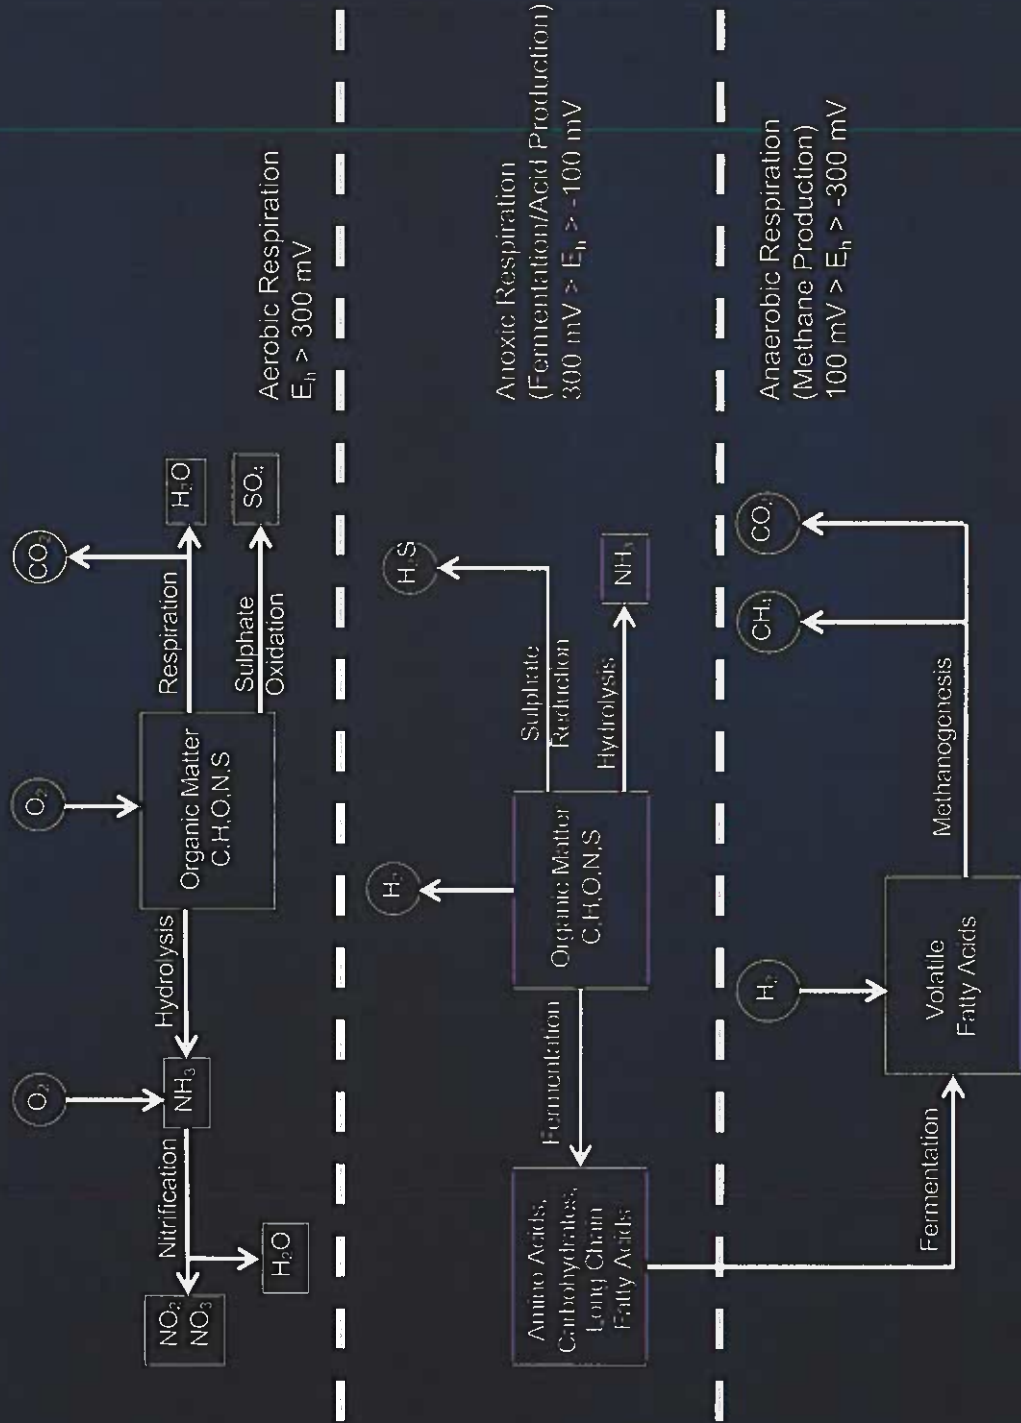 O₂
O₂
CO₂
Nitrification
Hydrolysis
Respiration
NO₂
NO₃
NH₃
Organic Matter
C,H,O,N,S
H₂O
H₂O
Sulphate
Oxidation
SO₄
Aerobic Respiration
Eₕ > 300 mV
H₂
H₂S
Amino Acids,
Carbohydrates,
Long Chain
Fatty Acids
Fermentation
Organic Matter
C,H,O,N,S
Sulphate
Reduction
Hydrolysis
NH₃
Anoxic Respiration
(Fermentation/Acid Production)
300 mV > Eₕ > -100 mV
H₂
CH₄
CO₂
Fermentation
Volatile
Fatty Acids
Methanogenesis
Anaerobic Respiration
(Methane Production)
100 mV > Eₕ > -300 mV